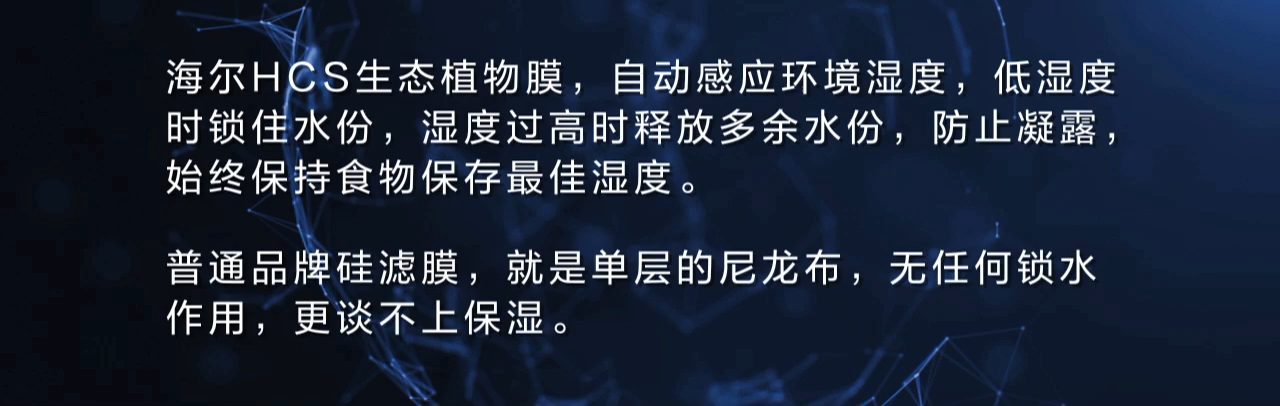 海尔HCS生态植物膜，自动感应环境湿度，低湿度
时锁住水份，湿度过高时释放多余水份，防止凝露，
始终保持食物保存最佳湿度。
普通品牌硅滤膜，就是单层的尼龙布，无任何锁水
作用，更谈不上保湿。